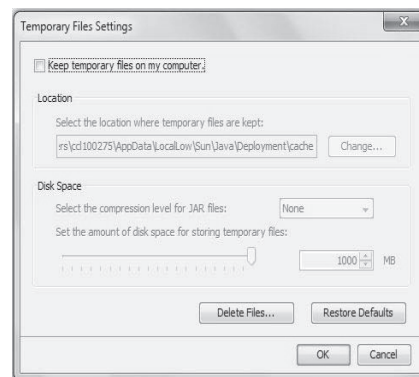 Temporary Files Settings
Keep temporary files on my computer.
Location
Select the location where temporary files are kept:
rs\ccl100275\AppData\LocalLow\Sun\Java\Deployment\cache
Change...
Disk Space
Select the compression level for JAR files:
None
Set the amount of disk space for storing temporary files:
1000
MB
Delete Files...
Restore Defaults
OK
Cancel